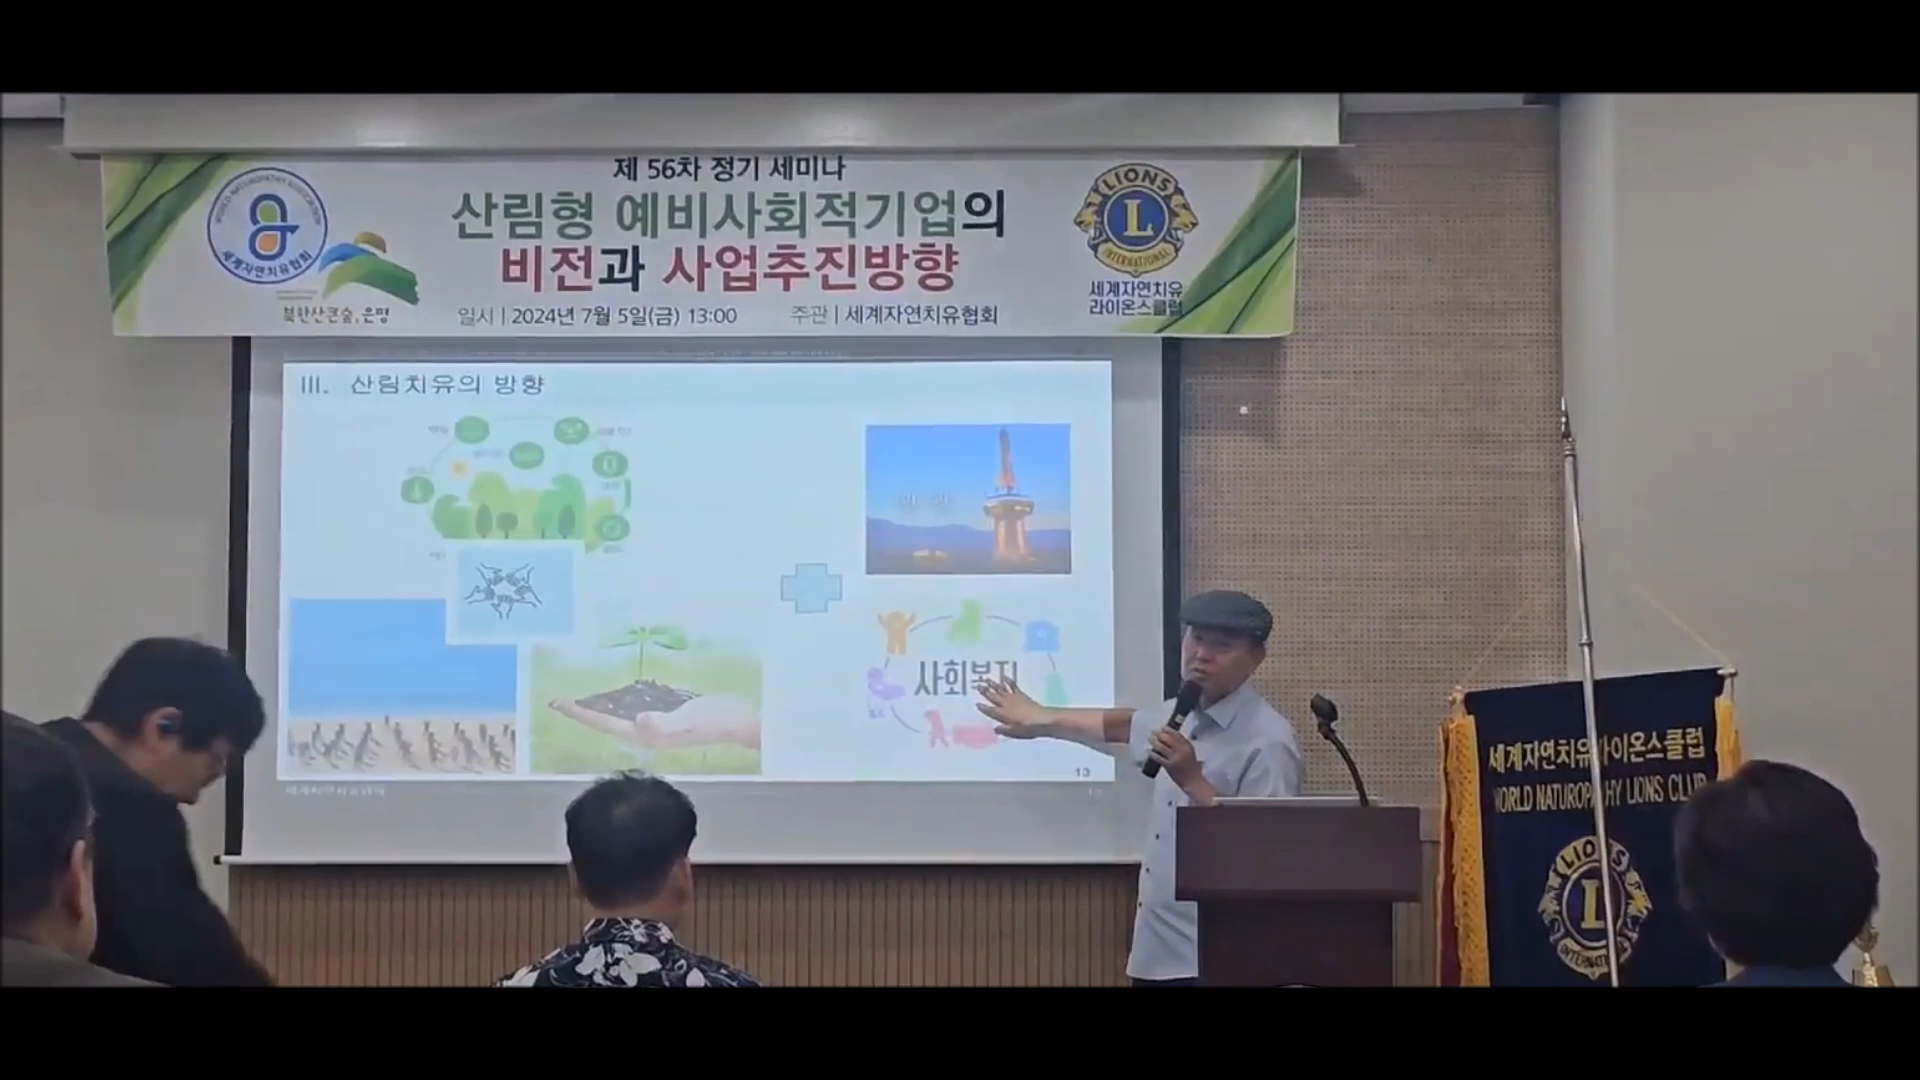 제 56차 정기 세미나
산림형 예비사회적기업의
비전과 사업추진방향
일시 | 2024년 7월 5일(금) 13:00 주관 | 세계자연치유협회
WORLD NATUROPATHY ASSOCIATION
세계자연치유협회
북한산큰숲, 은평
LIONS
L
INTERNATIONAL
세계자연치유
라이온스클럽
III. 산림치유의 방향
사회복지
13
세계자연치유라이온스클럽
WORLD NATUROPATHY LIONS CLUB
LIONS
L
INTERNATIONAL